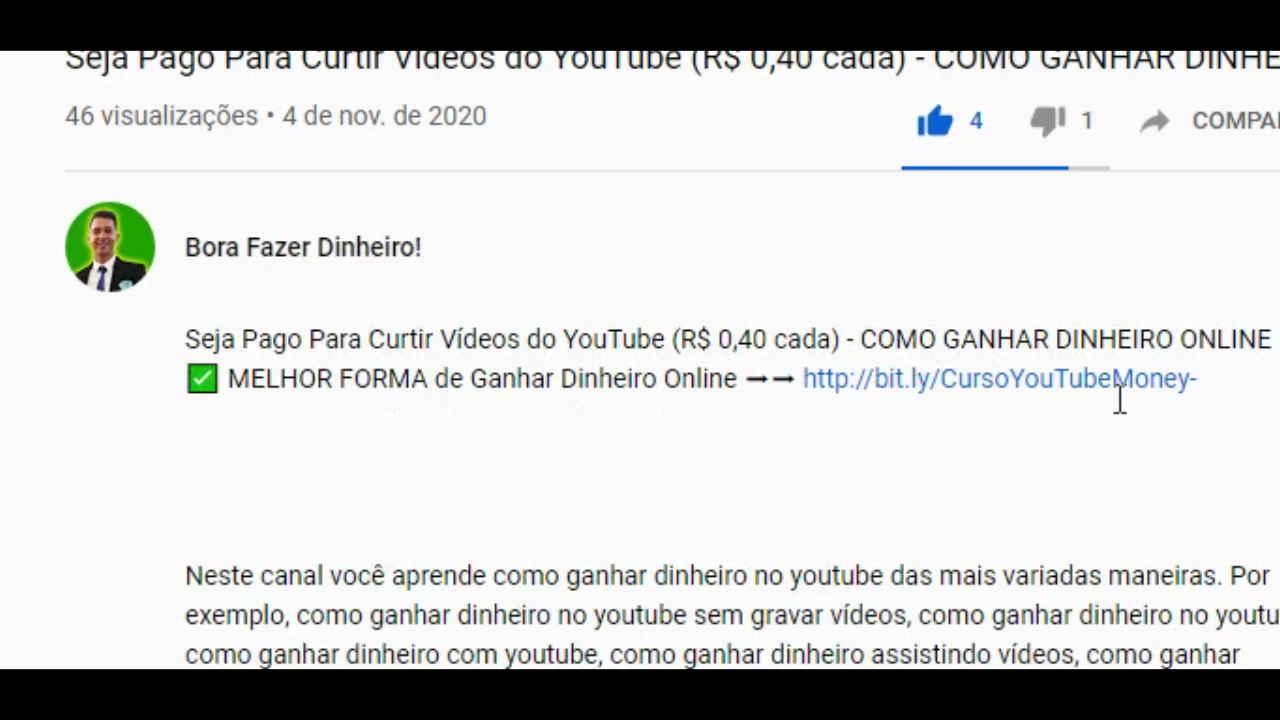 Seja Pago Para Curtir Vídeos do YouTube (R$ 0,40 cada) - COMO GANHAR DINHE
46 visualizações • 4 de nov. de 2020
4
1
COMPA
Bora Fazer Dinheiro!
Seja Pago Para Curtir Vídeos do YouTube (R$ 0,40 cada) - COMO GANHAR DINHEIRO ONLINE
✅ MELHOR FORMA de Ganhar Dinheiro Online ➞➞ http://bit.ly/CursoYouTubeMoney-
Neste canal você aprende como ganhar dinheiro no youtube das mais variadas maneiras. Por
exemplo, como ganhar dinheiro no youtube sem gravar vídeos, como ganhar dinheiro no youtu
como ganhar dinheiro com youtube, como ganhar dinheiro assistindo vídeos, como ganhar